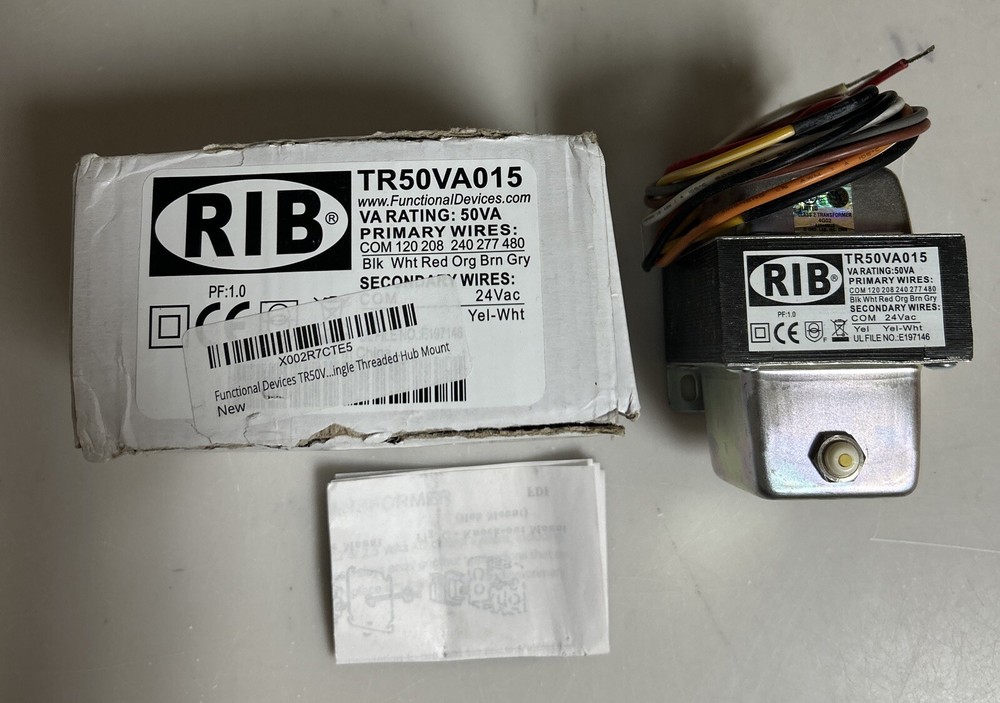 RIB®
TR50VA015
www.FunctionalDevices.com
VA RATING: 50VA
PRIMARY WIRES:
COM 120 208 240 277 480
Blk Wht Red Org Brn Gry
SECONDARY WIRES:
COM 24Vac
Yel-Wht
PF:1.0
CE
X002R7CTE5
Functional Devices TR50V...ingle Threaded Hub Mount
New
CLASS 2 TRANSFORMER
RIB®
TR50VA015
VA RATING:50VA
PRIMARY WIRES:
COM 120 208 240 277 480
Blk Wht Red Org Brn Gry
SECONDARY WIRES:
COM 24Vac
Yel Yel-Wht
UL FILE NO.:E197146
PF:1.0
CE